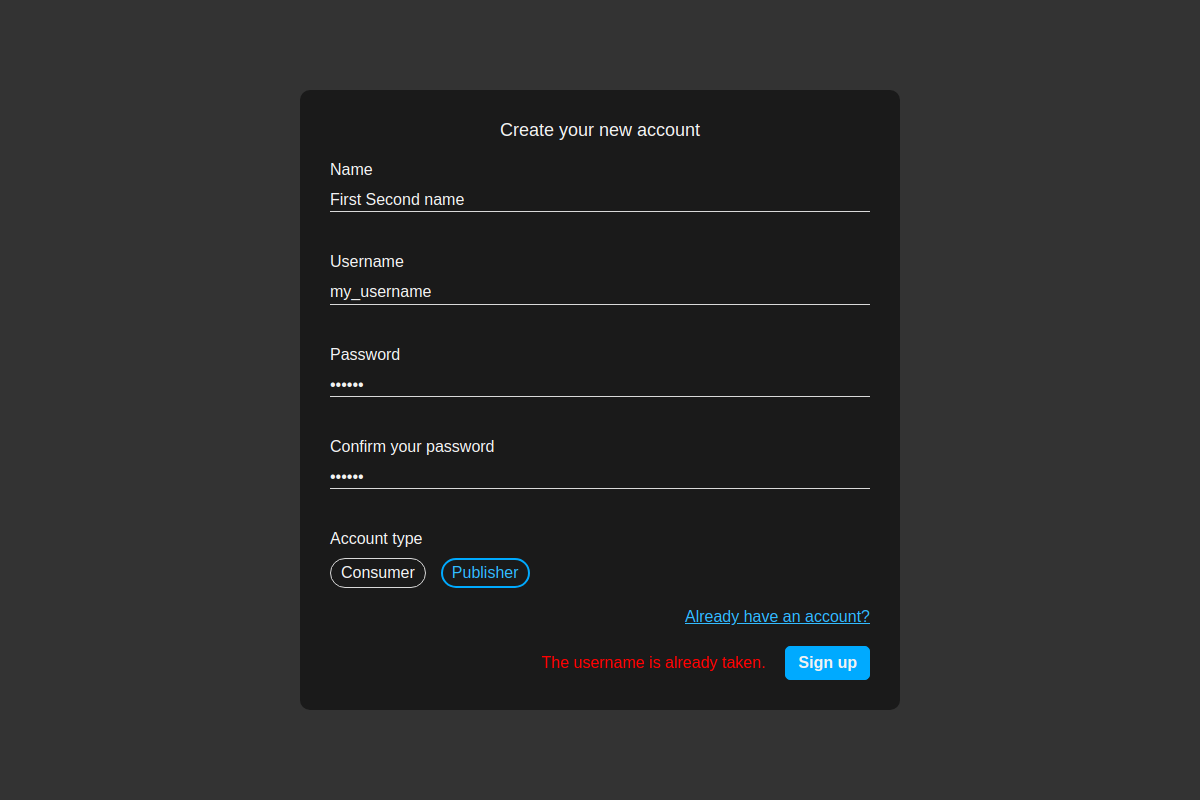 Create your new account
Name
First Second name
Username
my_username
Password
••••••
Confirm your password
••••••
Account type
Consumer Publisher
Already have an account?
The username is already taken. Sign up